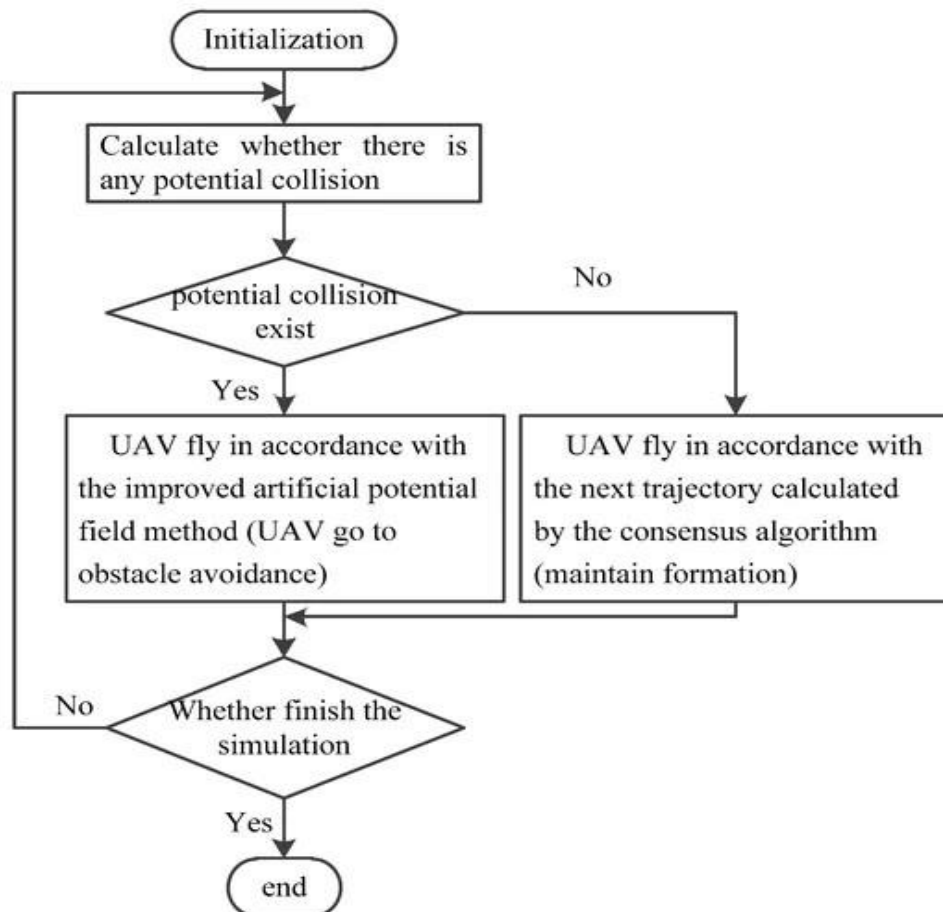 Initialization
Calculate whether there is
any potential collision
potential collision
exist
No
Yes
UAV fly in accordance with
the improved artificial potential
field method (UAV go to
obstacle avoidance)
UAV fly in accordance with
the next trajectory calculated
by the consensus algorithm
(maintain formation)
No
Whether finish the
simulation
Yes
end